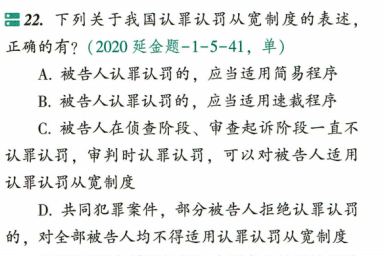 22. 下列关于我国认罪认罚从宽制度的表述，
正确的有？（2020 延金题-1-5-41，单）
A. 被告人认罪认罚的，应当适用简易程序
B. 被告人认罪认罚的，应当适用速裁程序
C. 被告人在侦查阶段、审查起诉阶段一直不
认罪认罚，审判时认罪认罚，可以对被告人适用
认罪认罚从宽制度
D. 共同犯罪案件，部分被告人拒绝认罪认罚
的，对全部被告人均不得适用认罪认罚从宽制度